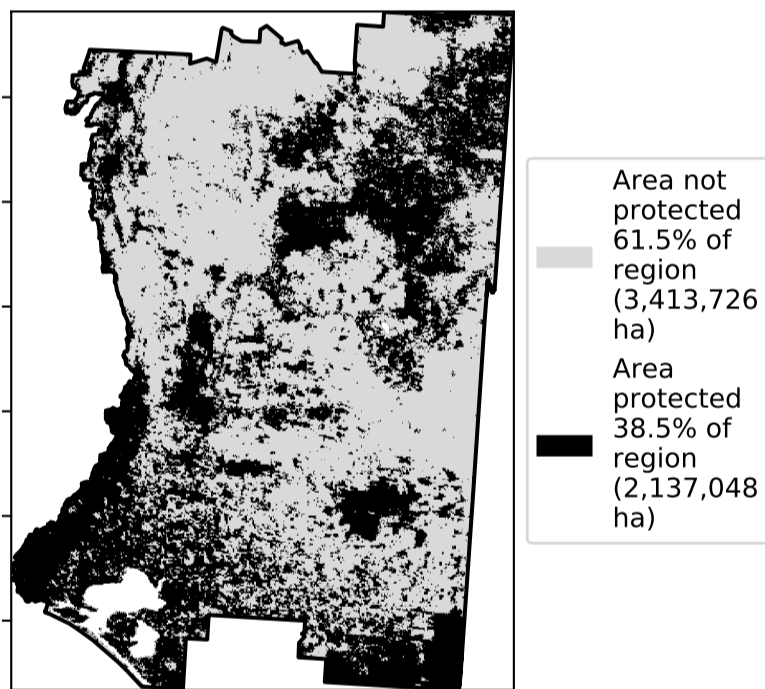 Area not
protected
61.5% of
region
(3,413,726
ha)
Area
protected
38.5% of
region
(2,137,048
ha)